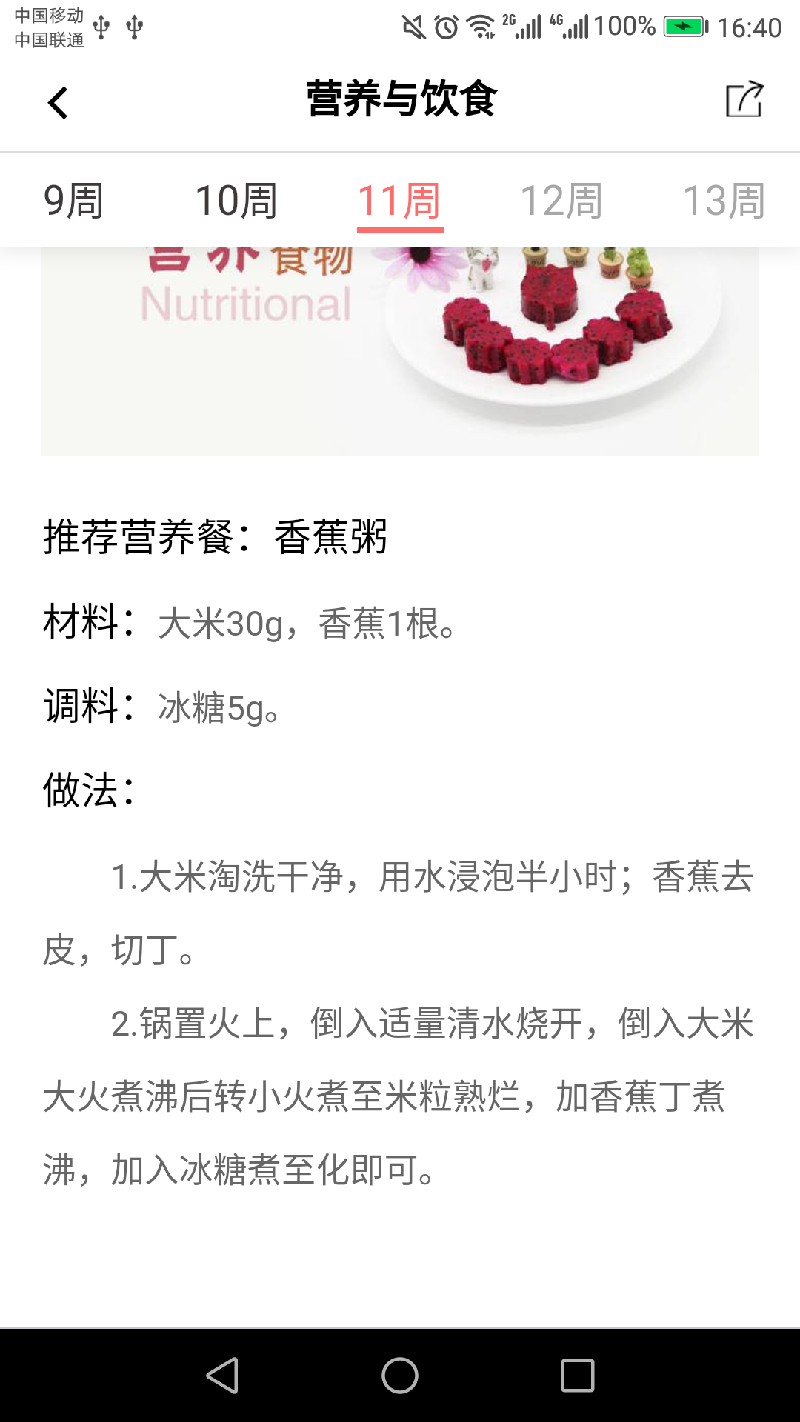 中国移动
中国联通
2G
4G
100%
16:40
营养与饮食
9周
10周
11周
12周
13周
营养食物
Nutritional
推荐营养餐：香蕉粥
材料：大米30g，香蕉1根。
调料：冰糖5g。
做法：
1.大米淘洗干净，用水浸泡半小时；香蕉去
皮，切丁。
2.锅置火上，倒入适量清水烧开，倒入大米
大火煮沸后转小火煮至米粒熟烂，加香蕉丁煮
沸，加入冰糖煮至化即可。